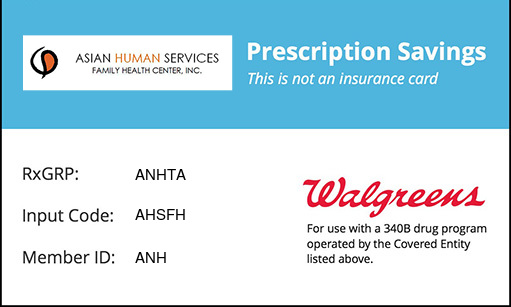 ASIAN HUMAN SERVICES
FAMILY HEALTH CENTER, INC.
Prescription Savings
This is not an insurance card
RxGRP: ANHTA
Input Code: AHSFH
Member ID: ANH
Walgreens
For use with a 340B drug program
operated by the Covered Entity
listed above.